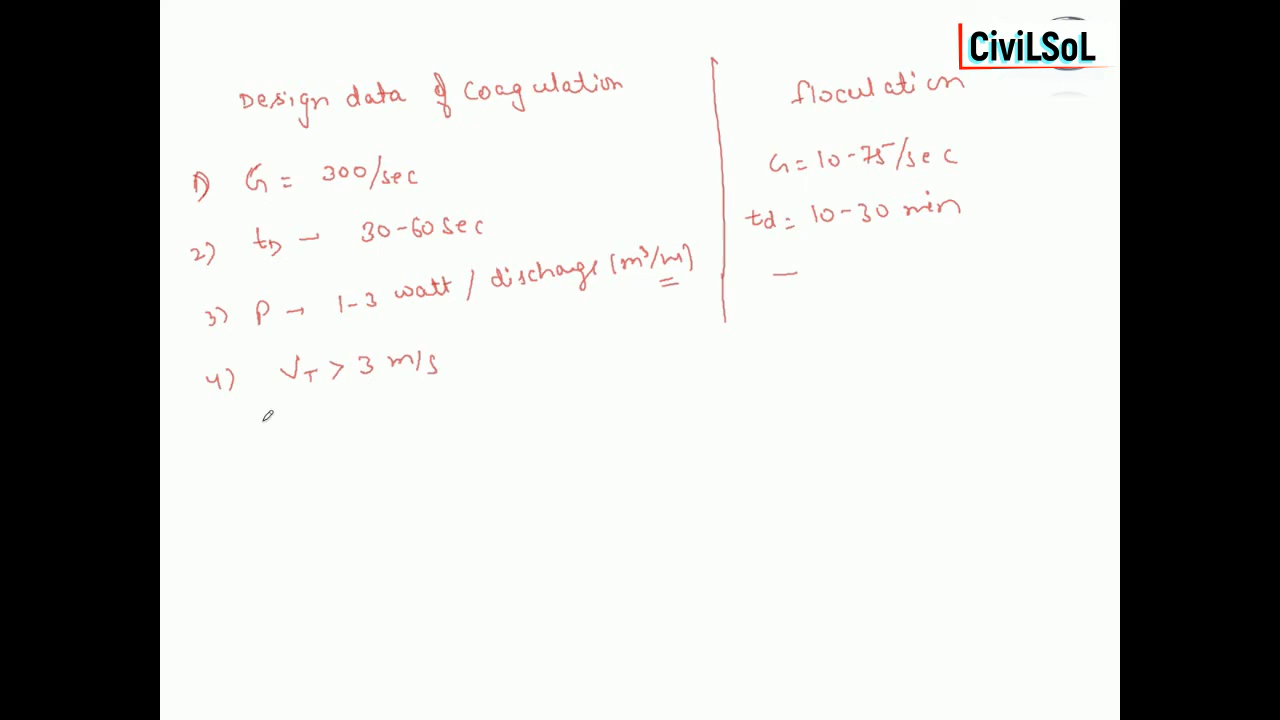 CiviLSoL
Design data of Coagulation
1) G = 300/sec
2) tD → 30-60 sec
3) P → 1-3 watt / discharge (m³/hr)
4) VT > 3 m/s
floculation
G = 10-75/sec
td = 10-30 min
—